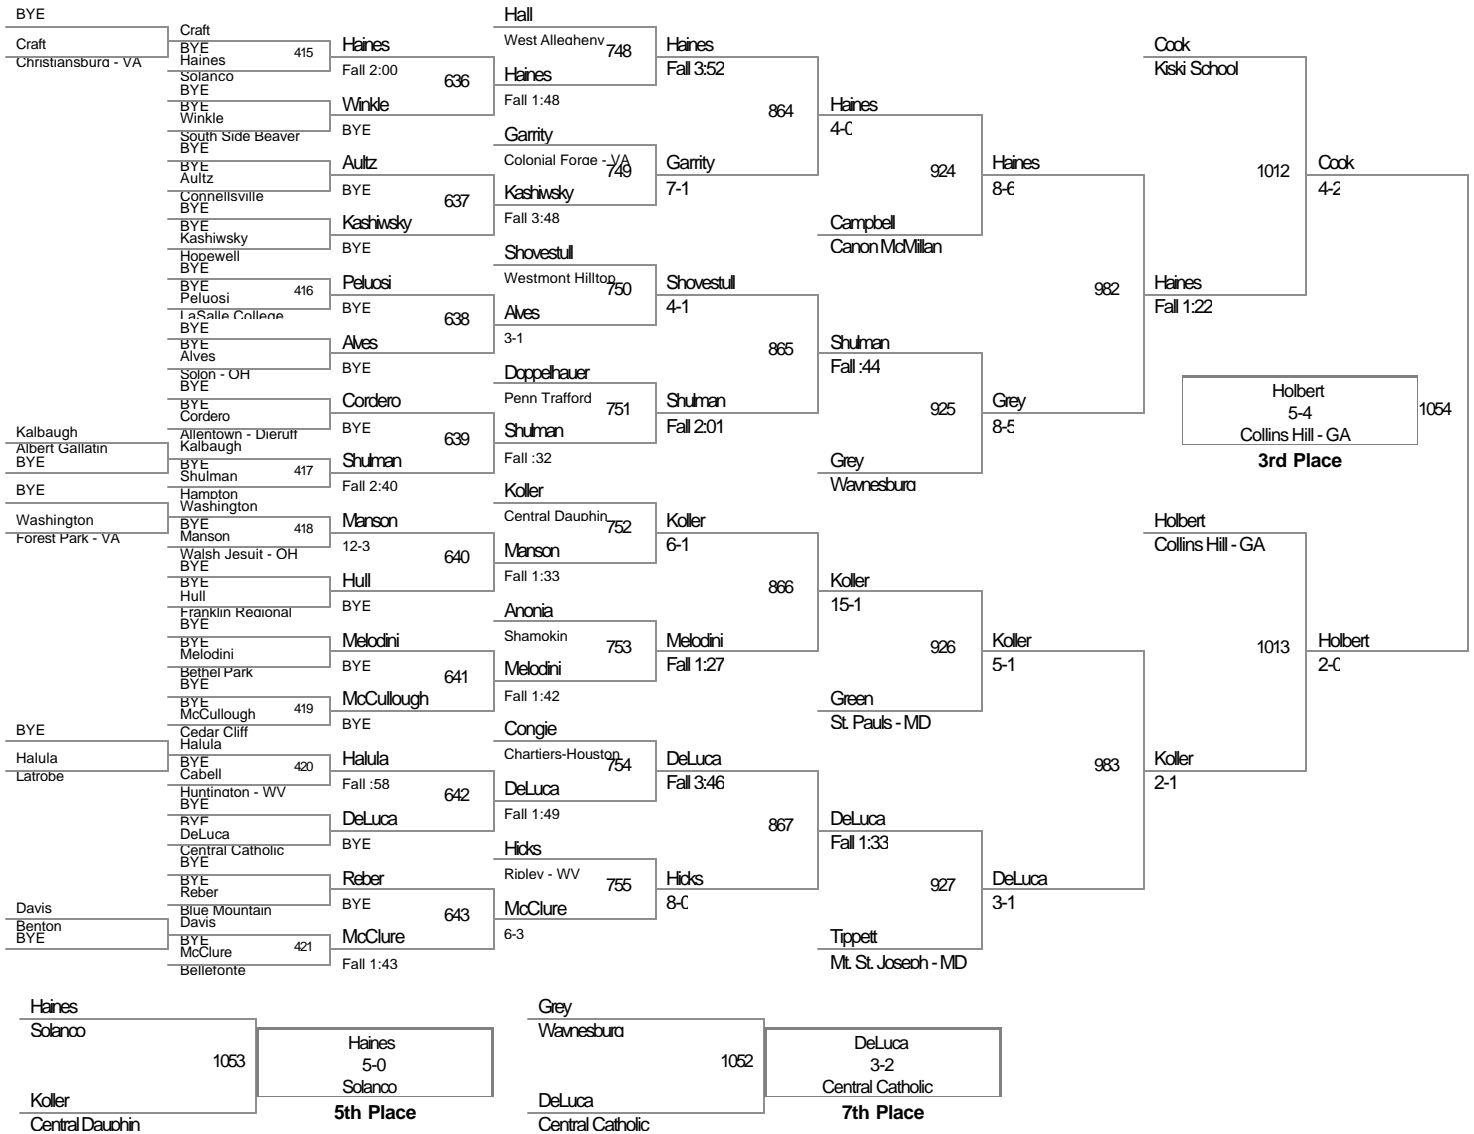 BYE
Craft
Christiansburg - VA
Kalbaugh
Albert Gallatin
BYE
BYE
Washington
Forest Park - VA
BYE
Halula
Latrobe
Davis
Benton
BYE
Craft
BYE
415
Haines
Solanco
BYE
BYE
Winkle
South Side Beaver
BYE
BYE
Aultz
Connellsville
BYE
BYE
Kashiwsky
Hopewell
BYE
BYE
416
Peluosi
LaSalle College
BYE
BYE
Alves
Solon - OH
BYE
BYE
Cordero
Allentown - Dieruff
Kalbaugh
BYE
417
Shulman
Hampton
Washington
BYE
418
Manson
Walsh Jesuit - OH
BYE
BYE
Hull
Franklin Regional
BYE
BYE
Melodini
Bethel Park
BYE
BYE
419
McCullough
Cedar Cliff
Halula
BYE
420
Cabell
Huntington - WV
BYE
BYE
DeLuca
Central Catholic
BYE
BYE
Reber
Blue Mountain
Davis
BYE
421
McClure
Bellefonte
Haines
Fall 2:00
636
Winkle
BYE
Aultz
BYE
637
Kashiwsky
BYE
Peluosi
BYE
638
Alves
BYE
Cordero
BYE
639
Shulman
Fall 2:40
Manson
12-3
640
Hull
BYE
Melodini
BYE
641
McCullough
BYE
Halula
Fall :58
642
DeLuca
BYE
Reber
BYE
643
McClure
Fall 1:43
Hall
West Allegheny
748
Haines
Fall 1:48
Garrity
Colonial Forge - VA
749
Kashiwsky
Fall 3:48
Shovestull
Westmont Hilltop
750
Alves
3-1
Doppelhauer
Penn Trafford
751
Shulman
Fall :32
Koller
Central Dauphin
752
Manson
Fall 1:33
Anonia
Shamokin
753
Melodini
Fall 1:42
Congie
Chartiers-Houston
754
DeLuca
Fall 1:49
Hicks
Ripley - WV
755
McClure
6-3
Haines
Fall 3:52
864
Garrity
7-1
Shovestull
4-1
865
Shulman
Fall 2:01
Koller
6-1
866
Melodini
Fall 1:27
DeLuca
Fall 3:46
867
Hicks
8-0
Haines
4-0
924
Campbell
Canon McMillan
Shulman
Fall :44
925
Grey
Waynesburg
Koller
15-1
926
Green
St. Pauls - MD
DeLuca
Fall 1:33
927
Tippett
Mt. St. Joseph - MD
Haines
8-6
982
Grey
8-5
Koller
5-1
983
DeLuca
3-1
Cook
Kiski School
1012
Haines
Fall 1:22
Holbert
Collins Hill - GA
1013
Koller
2-1
Cook
4-2
Holbert
5-4
Collins Hill - GA
1054
3rd Place
Holbert
2-0
Haines
Solanco
1053
Koller
Central Dauphin
Haines
5-0
Solanco
5th Place
Grey
Waynesburg
1052
DeLuca
Central Catholic
DeLuca
3-2
Central Catholic
7th Place